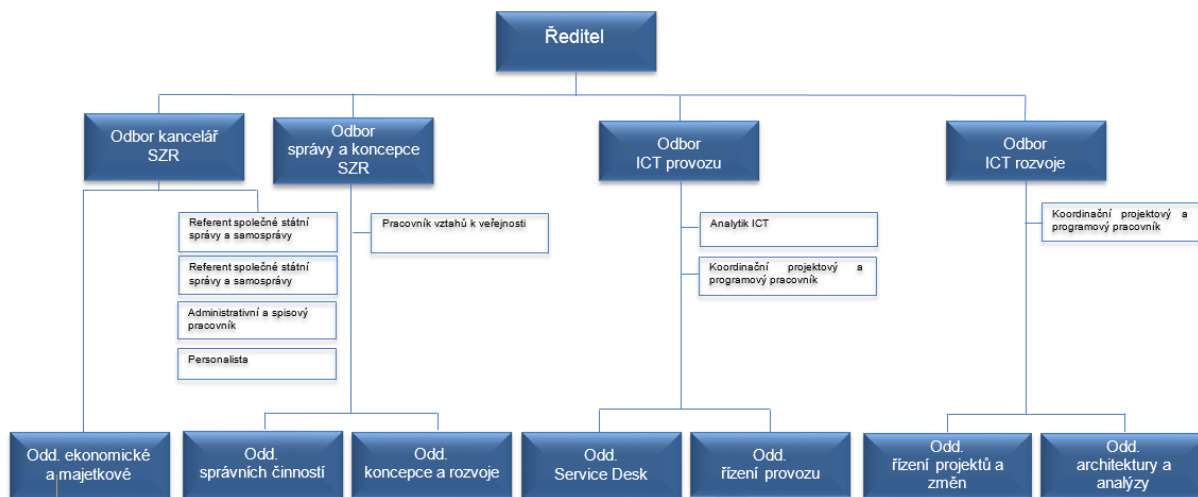 Ředitel
Odbor kancelář
SZR
Odbor
správy a koncepce
SZR
Odbor
ICT provozu
Odbor
ICT rozvoje
Referent společné státní
správy a samosprávy
Referent společné státní
správy a samosprávy
Administrativní a spisový
pracovník
Personalista
Pracovník vztahů k veřejnosti
Analytik ICT
Koordinační projektový a
programový pracovník
Koordinační projektový a
programový pracovník
Odd. ekonomické
a majetkové
Odd.
správních činností
Odd.
koncepce a rozvoje
Odd.
Service Desk
Odd.
řízení provozu
Odd.
řízení projektů a
změn
Odd.
architektury a
analýzy